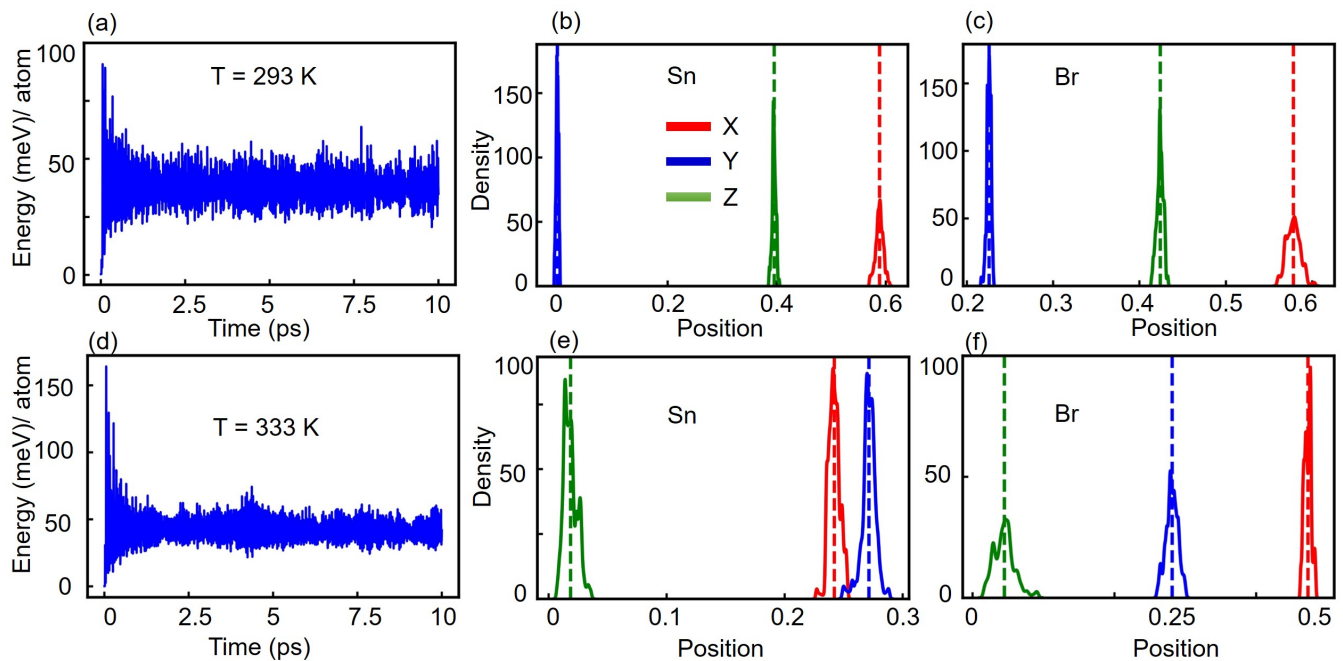 (a)
Energy (meV)/ atom
100
50
0
T = 293 K
0 2.5 5 7.5 10
Time (ps)
(b)
Density
150
100
50
0
Sn
X
Y
Z
0 0.2 0.4 0.6
Position
(c)
150
100
50
0
Br
0.2 0.3 0.4 0.5 0.6
Position
(d)
Energy (meV)/ atom
150
100
50
0
T = 333 K
0 2.5 5 7.5 10
Time (ps)
(e)
Density
100
50
0
Sn
0 0.1 0.2 0.3
Position
(f)
100
50
0
Br
0 0.25 0.5
Position